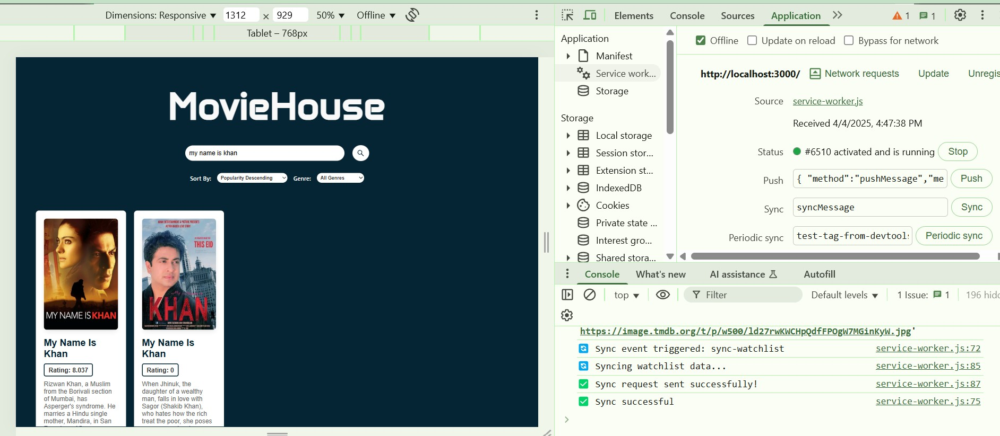 Dimensions: Responsive ▼ 1312 × 929 50% ▼ Offline ▼
Tablet – 768px
MovieHouse
my name is khan
Sort By: Popularity Descending Genre: All Genres
MY NAME IS KHAN
My Name Is
Khan
Rating: 8.037
Rizwan Khan, a Muslim
from the Borivali section
of Mumbai, has
Asperger's syndrome. He
marries a Hindu single
mother, Mandira, in San
ACTION BASED LOVE STORY
THIS EID
KHAN
My Name Is
Khan
Rating: 0
When Jhinuk, the
daughter of a wealthy
man, falls in love with
Sagor (Shakib Khan),
who hates how the rich
treat the poor, she poses
Elements Console Sources Application 1 1
Application
Manifest
Service work...
Storage
Storage
Local storage
Session stor...
Extension st...
IndexedDB
Cookies
Private state ...
Interest gro...
Shared stora...
Offline Update on reload Bypass for network
http://localhost:3000/ Network requests Update Unregis
Source service-worker.js
Received 4/4/2025, 4:47:38 PM
Status #6510 activated and is running Stop
Push { "method":"pushMessage","me Push
Sync syncMessage Sync
Periodic sync test-tag-from-devtools Periodic sync
Console What's new AI assistance Autofill
top ▼ Filter Default levels ▼ 1 Issue: 1 196 hidd
https://image.tmdb.org/t/p/w500/ld27rwKWCHpQdfFPOgW7MGinKyW.jpg'
Sync event triggered: sync-watchlist service-worker.js:72
Syncing watchlist data... service-worker.js:85
Sync request sent successfully! service-worker.js:87
Sync successful service-worker.js:75